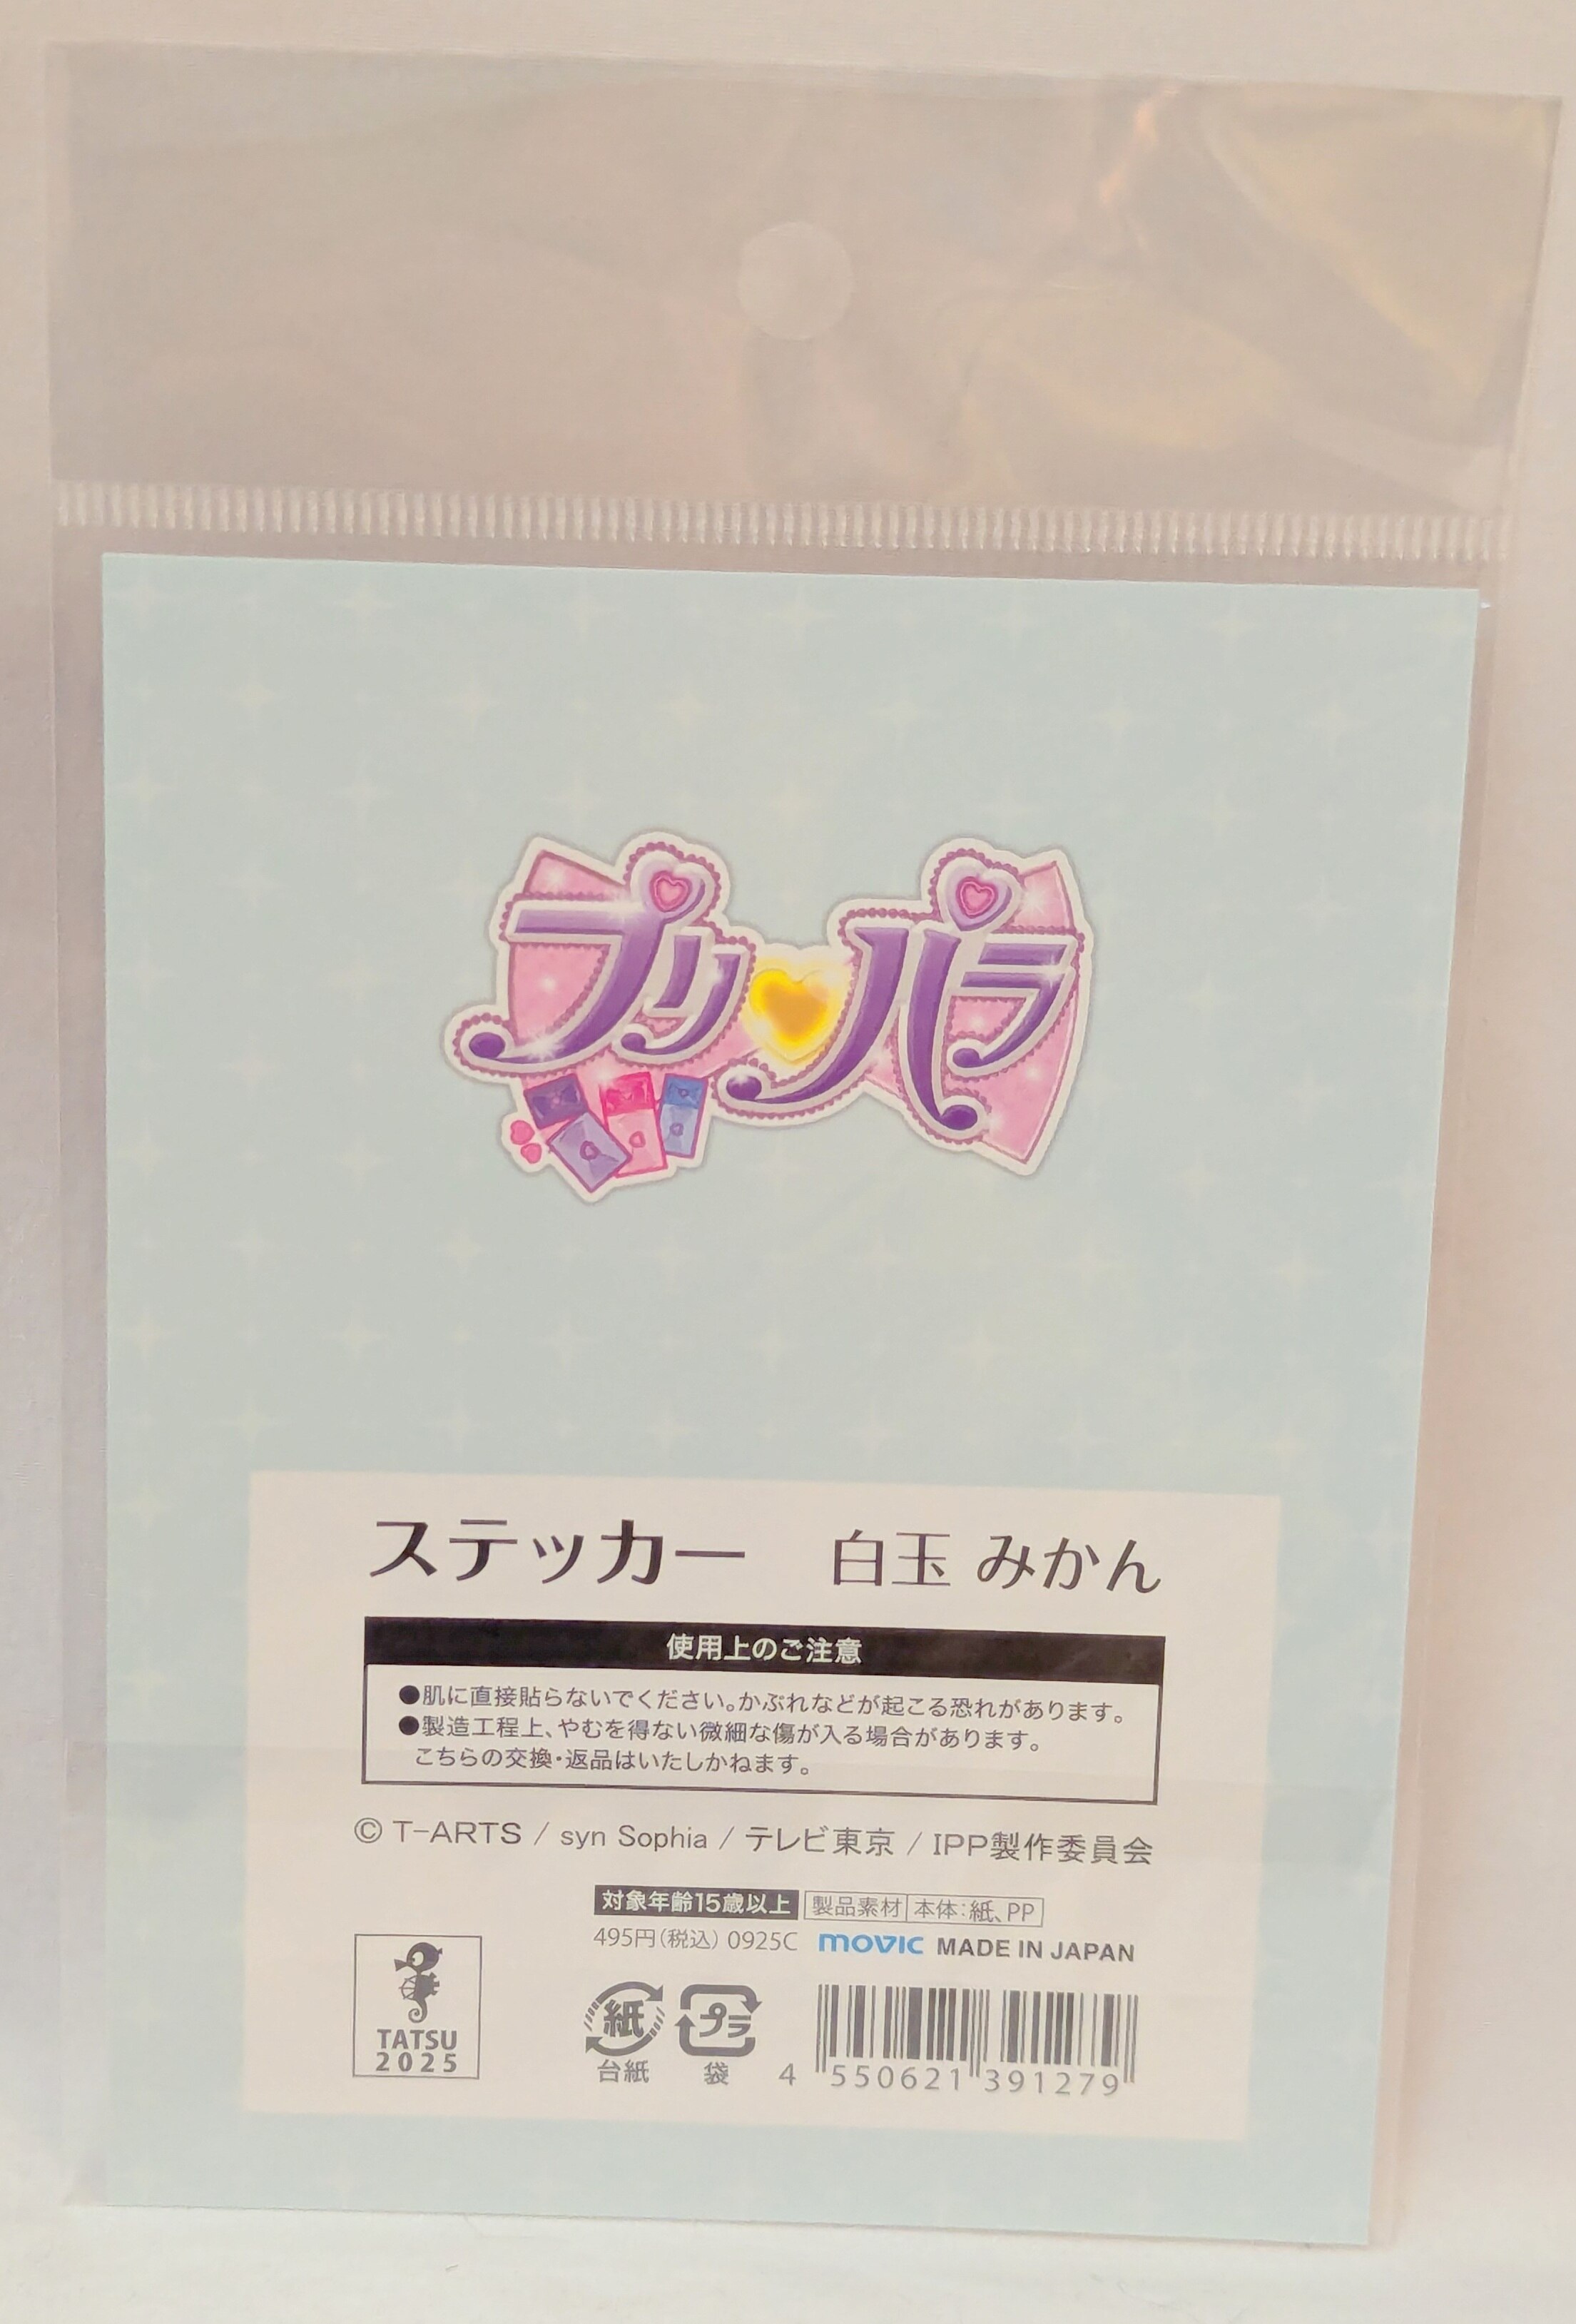 プリパラ
ステッカー 白玉 みかん
使用上のご注意
●肌に直接貼らないでください。かぶれなどが起こる恐れがあります。
●製造工程上、やむを得ない微細な傷が入る場合があります。
こちらの交換・返品はいたしかねます。
© T-ARTS / syn Sophia / テレビ東京 / IPP製作委員会
対象年齢15歳以上 製品素材 本体:紙、PP
495円(税込) 0925C movic MADE IN JAPAN
TATSU
2025
紙 プラ
台紙 袋
4 550621 391279